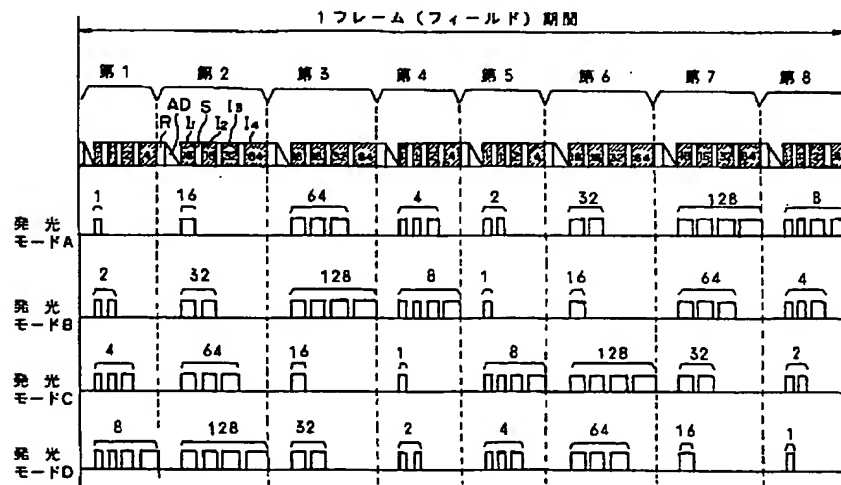 1フレーム(フィールド)期間
第1 第2 第3 第4 第5 第6 第7 第8
R AD I₁ S I₂ I₃ I₄
発光モードA 1 16 64 4 2 32 128 8
発光モードB 2 32 128 8 1 16 64 4
発光モードC 4 64 16 1 8 128 32 2
発光モードD 8 128 32 2 4 64 16 1